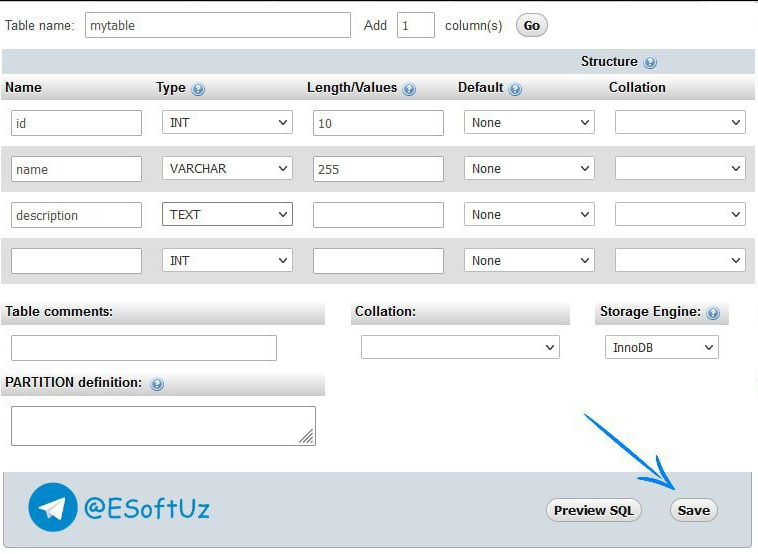 Table name: mytable Add 1 column(s) Go
Structure
Name Type Length/Values Default Collation
id INT 10 None
name VARCHAR 255 None
description TEXT None
INT None
Table comments: Collation: Storage Engine:
InnoDB
PARTITION definition:
@ESoftUz Preview SQL Save